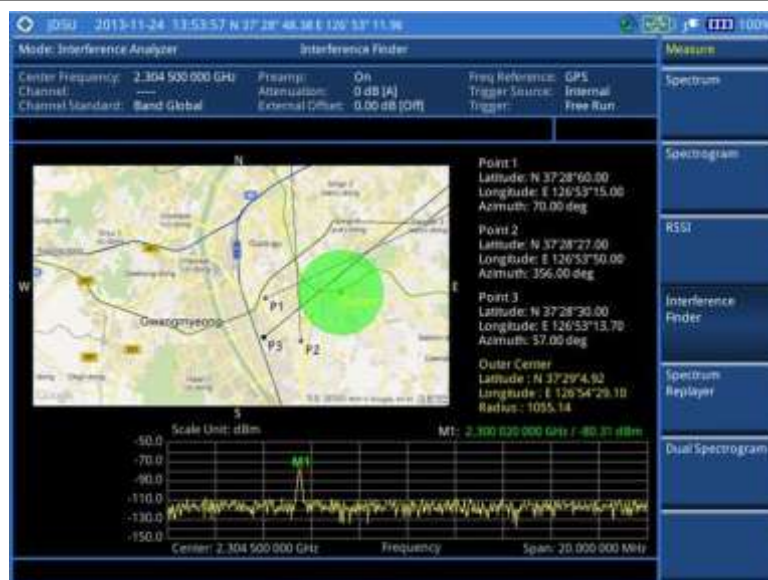 JDSU 2013-11-24 13:53:57 N 37°28" 48.38 E 126° 53" 11.96 100%
Mode: Interference Analyzer Interference Finder Measure
Center Frequency: 2.304 500 000 GHz Preamp: On Freq Reference: GPS
Channel: ---- Attenuation: 0 dB [A] Trigger Source: Internal
Channel Standard: Band Global External Offset: 0.00 dB [Off] Trigger: Free Run
Spectrum
Spectrogram
RSSI
Interference Finder
Spectrum Replayer
Dual Spectrogram
N
W
E
S
Gwangmyeong
P1
P2
P3
Point 1
Latitude: N 37°28"60.00
Longitude: E 126°53"15.00
Azimuth: 70.00 deg
Point 2
Latitude: N 37°28"27.00
Longitude: E 126°53"50.00
Azimuth: 356.00 deg
Point 3
Latitude: N 37°28"30.00
Longitude: E 126°53"13.70
Azimuth: 57.00 deg
Outer Center
Latitude : N 37°29"4.92
Longitude : E 126°54"29.10
Radius : 1055.14
Scale Unit: dBm M1: 2.300 020 000 GHz / -80.31 dBm
-50.0
-70.0
-90.0
-110.0
-130.0
-150.0
M1
Center: 2.304 500 000 GHz Frequency Span: 20.000 000 MHz